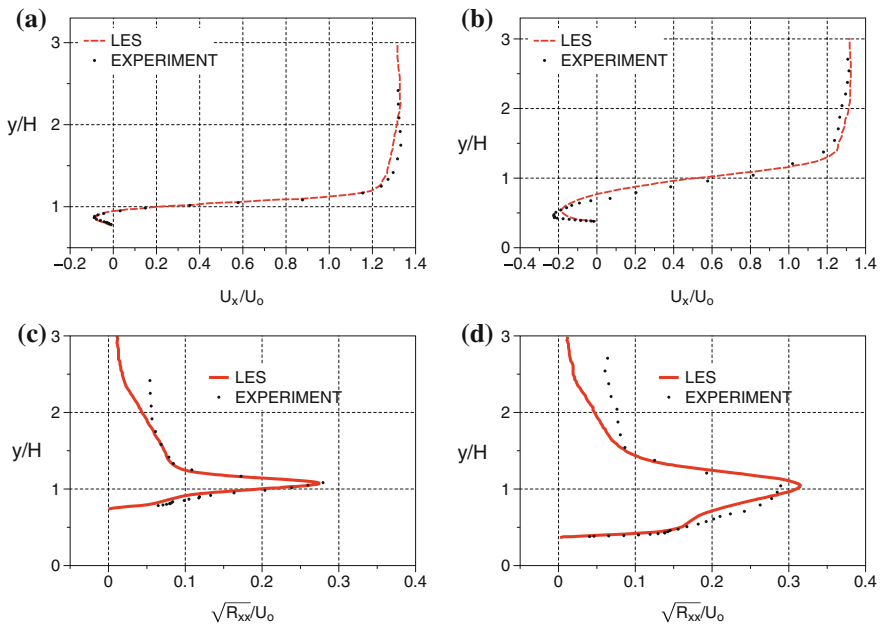 (a)
3
LES
EXPERIMENT
y/H
2
1
−0.2 0 0.2 0.4 0.6 0.8 1.0 1.2 1.4
Uₓ/Uₒ
(b)
3
LES
EXPERIMENT
2
y/H
1
0
−0.4 −0.2 0 0.2 0.4 0.6 0.8 1.0 1.2 1.4
Uₓ/Uₒ
(c)
3
LES
EXPERIMENT
2
y/H
1
0
0 0.1 0.2 0.3 0.4
√Rₓₓ/Uₒ
(d)
3
LES
EXPERIMENT
2
y/H
1
0
0 0.1 0.2 0.3 0.4
√Rₓₓ/Uₒ